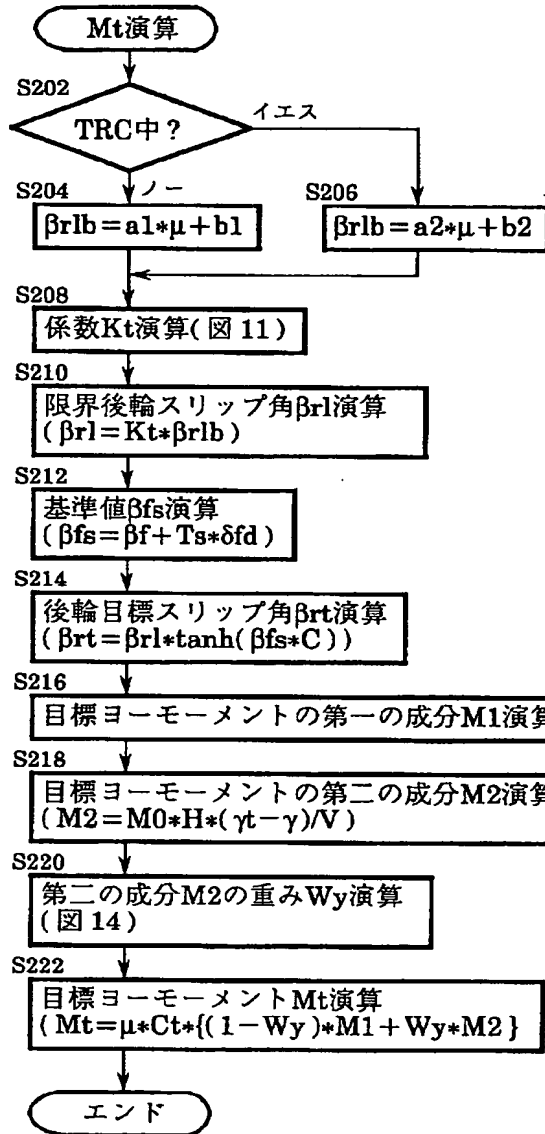 Mt演算
S202
TRC中？
イエス
ノー
S204
βrlb＝a1*μ＋b1
S206
βrlb＝a2*μ＋b2
S208
係数Kt演算(図11)
S210
限界後輪スリップ角βrl演算
(βrl＝Kt*βrlb)
S212
基準値βfs演算
(βfs＝βf＋Ts*δfd)
S214
後輪目標スリップ角βrt演算
(βrt＝βrl*tanh(βfs*C))
S216
目標ヨーモーメントの第一の成分M1演算
S218
目標ヨーモーメントの第二の成分M2演算
(M2＝M0*H*(γt－γ)/V)
S220
第二の成分M2の重みWy演算
(図14)
S222
目標ヨーモーメントMt演算
(Mt＝μ*Ct*{(1－Wy)*M1＋Wy*M2}
エンド